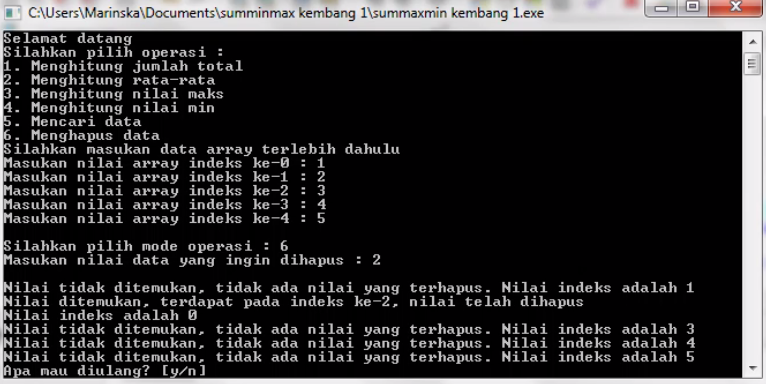 C:\Users\Marinska\Documents\summinmax kembang 1\summaxmin kembang 1.exe
Selamat datang
Silahkan pilih operasi :
1. Menghitung jumlah total
2. Menghitung rata-rata
3. Menghitung nilai maks
4. Menghitung nilai min
5. Mencari data
6. Menghapus data
Silahkan masukan data array terlebih dahulu
Masukan nilai array indeks ke-0 : 1
Masukan nilai array indeks ke-1 : 2
Masukan nilai array indeks ke-2 : 3
Masukan nilai array indeks ke-3 : 4
Masukan nilai array indeks ke-4 : 5
Silahkan pilih mode operasi : 6
Masukan nilai data yang ingin dihapus : 2
Nilai tidak ditemukan, tidak ada nilai yang terhapus. Nilai indeks adalah 1
Nilai ditemukan, terdapat pada indeks ke-2, nilai telah dihapus
Nilai indeks adalah 0
Nilai tidak ditemukan, tidak ada nilai yang terhapus. Nilai indeks adalah 3
Nilai tidak ditemukan, tidak ada nilai yang terhapus. Nilai indeks adalah 4
Nilai tidak ditemukan, tidak ada nilai yang terhapus. Nilai indeks adalah 5
Apa mau diulang? [y/n]